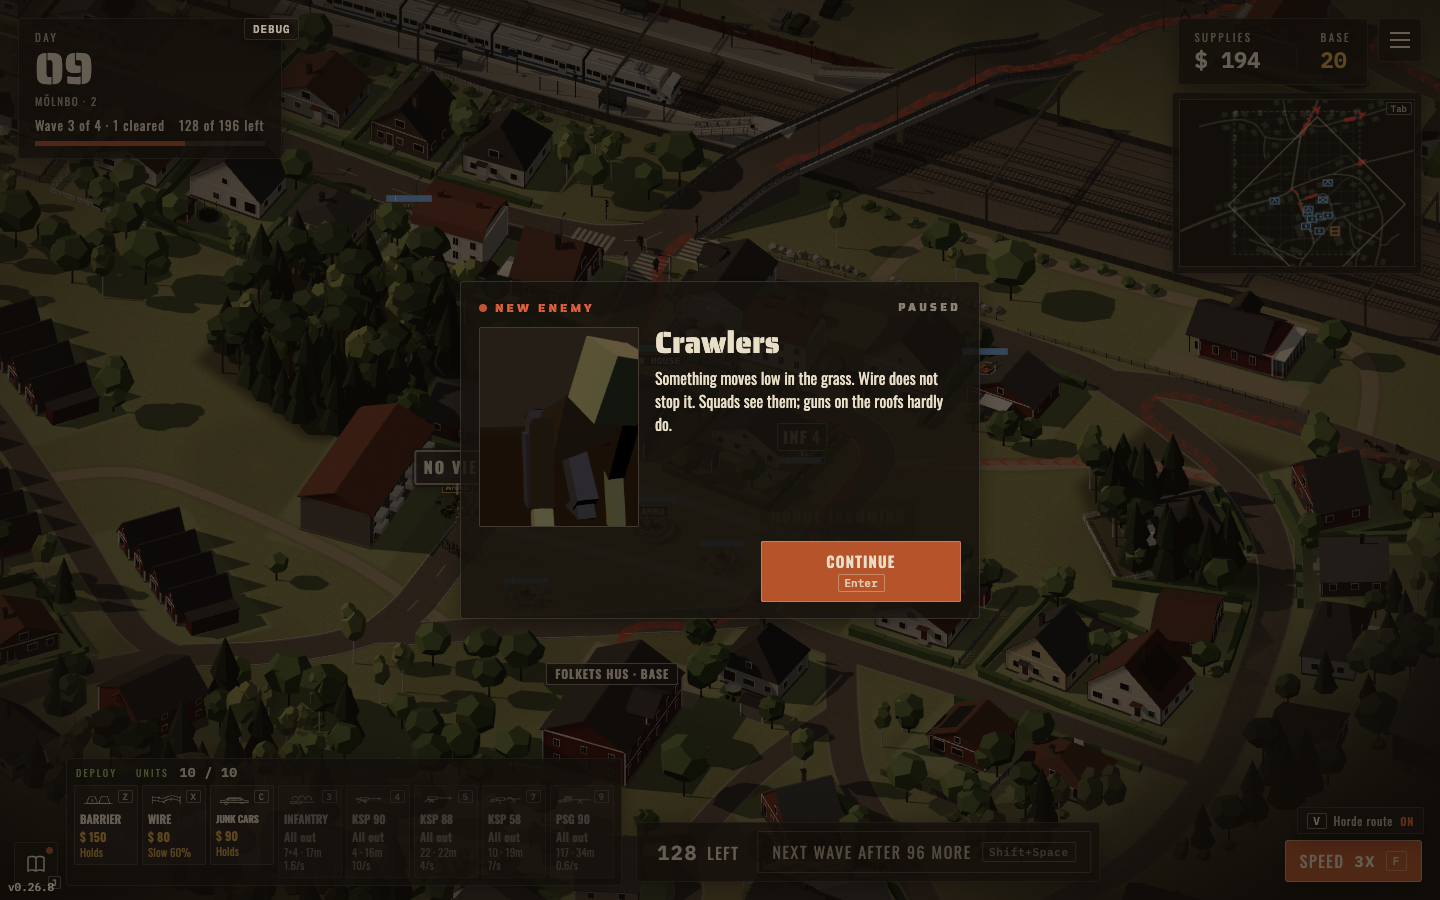 DEBUG
DAY
09
MÖLNBO · 2
Wave 3 of 4 · 1 cleared 128 of 196 left
SUPPLIES
$ 194
BASE
20
Tab
NEW ENEMY
PAUSED
Crawlers
Something moves low in the grass. Wire does not
stop it. Squads see them; guns on the roofs hardly
do.
INF 4
NO VIE
CONTINUE
Enter
FOLKETS HUS · BASE
DEPLOY UNITS 10 / 10
Z
BARRIER
$ 150
Holds
X
WIRE
$ 80
Slow 60%
C
JUNK CARS
$ 90
Holds
3
INFANTRY
All out
7+4 · 17m
1.6/s
4
KSP 90
All out
4 · 16m
10/s
5
KSP 88
All out
22 · 22m
4/s
7
KSP 58
All out
10 · 19m
7/s
9
PSG 90
All out
117 · 34m
0.6/s
128 LEFT
NEXT WAVE AFTER 96 MORE Shift+Space
V Horde route ON
SPEED 3X F
v0.26.8